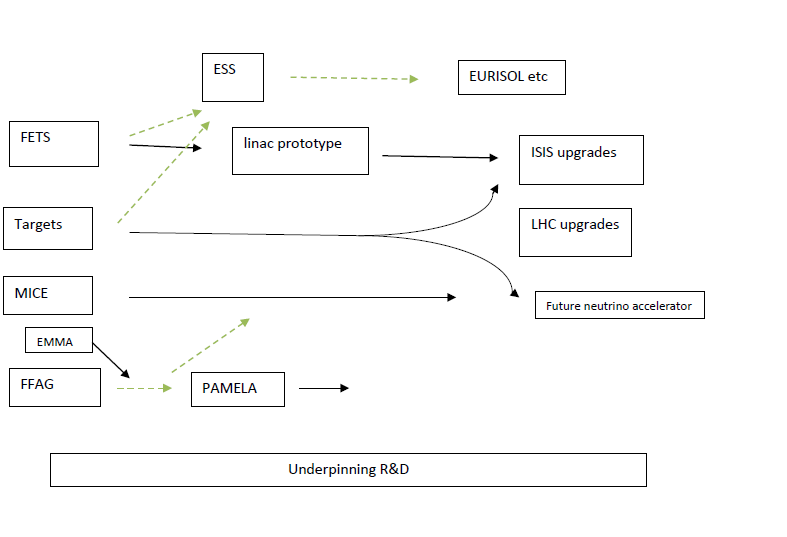 ESS
EURISOL etc
FETS
linac prototype
ISIS upgrades
Targets
LHC upgrades
MICE
Future neutrino accelerator
EMMA
FFAG
PAMELA
Underpinning R&D